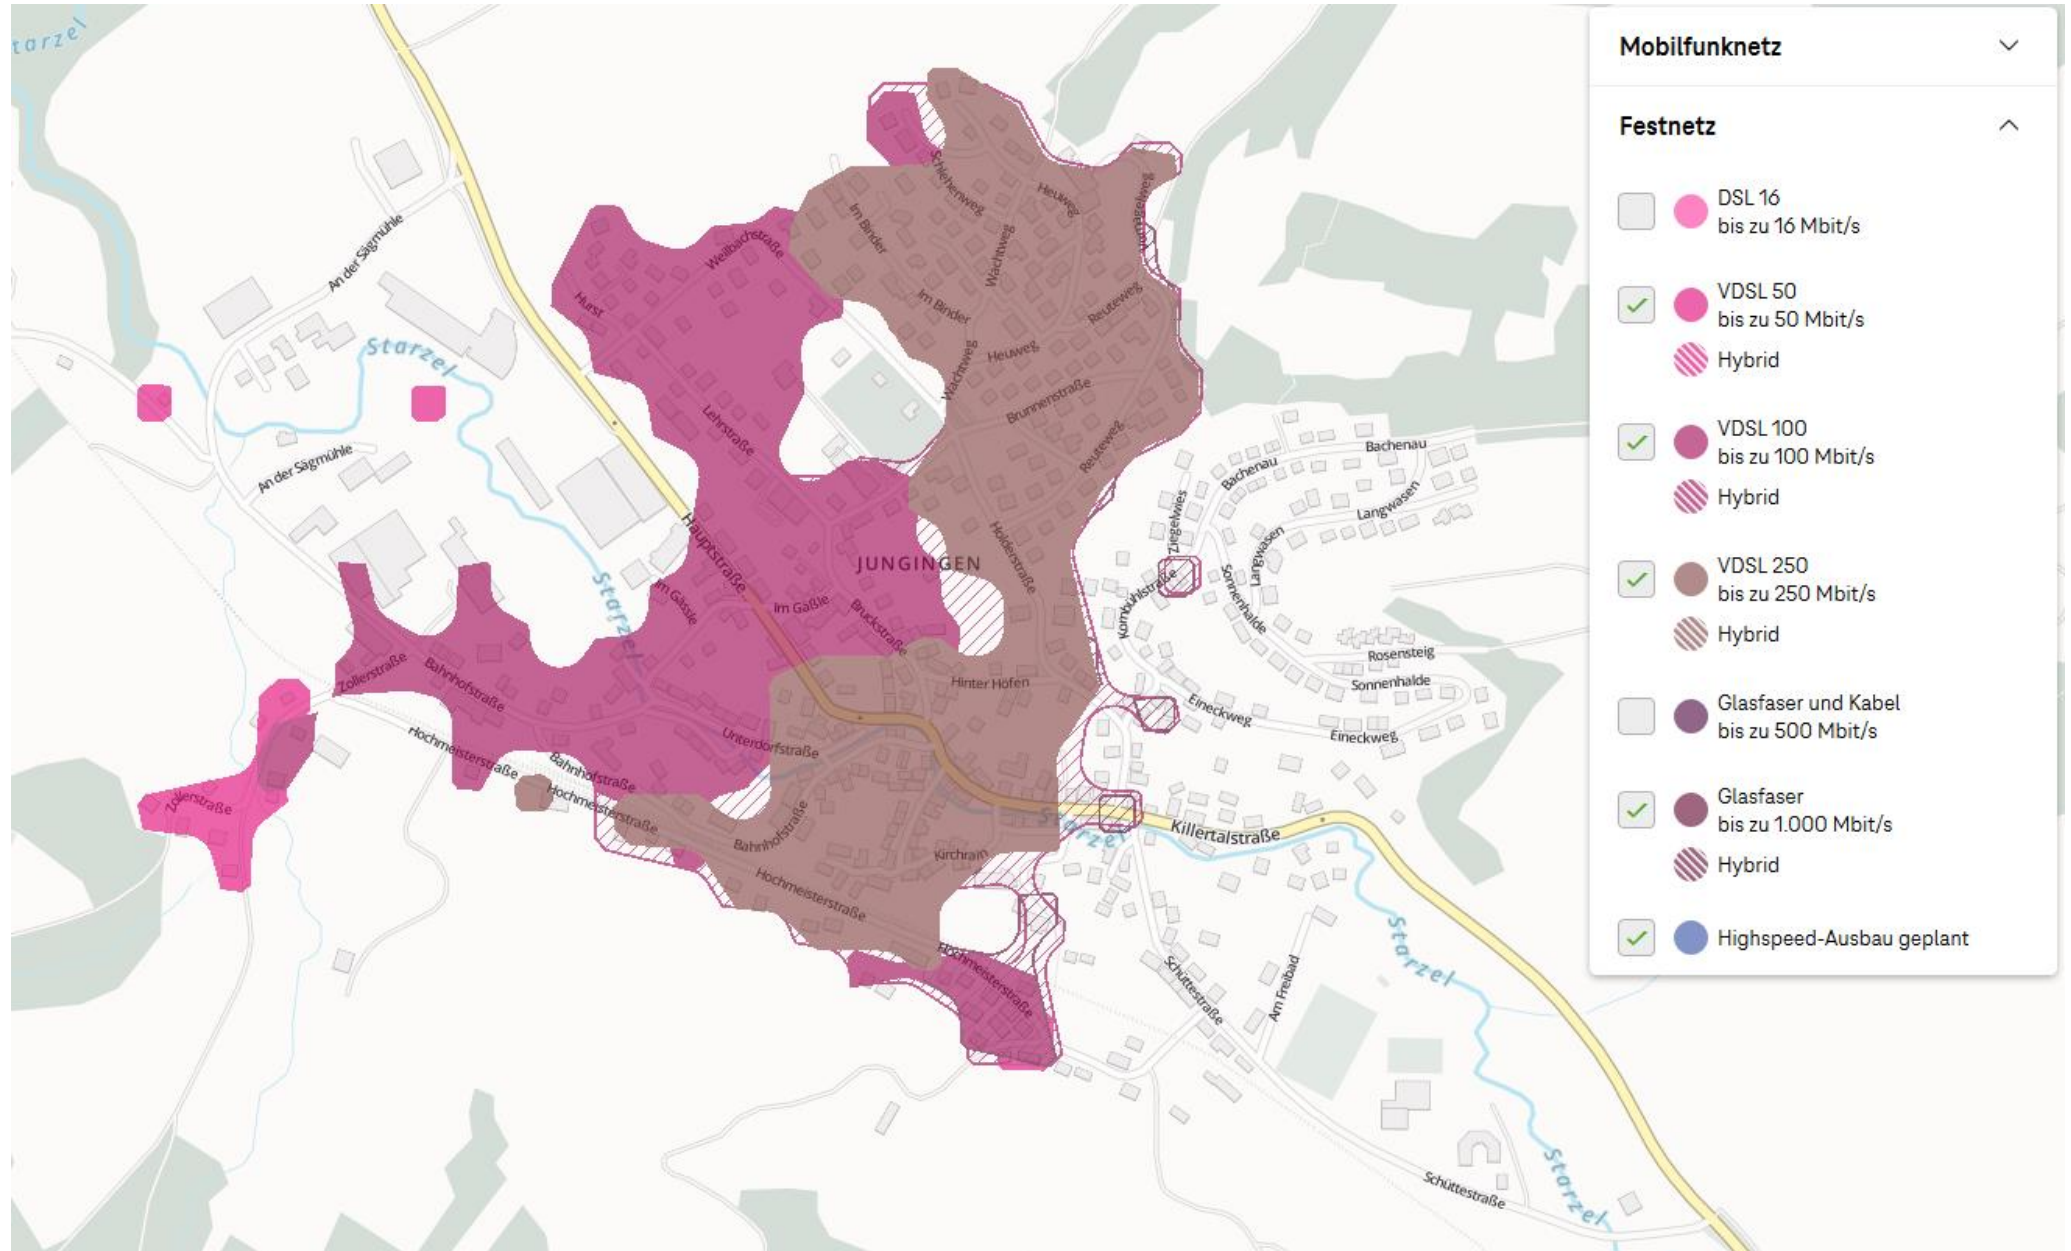 tarzel
Mobilfunknetz
Festnetz
DSL 16
bis zu 16 Mbit/s
VDSL 50
bis zu 50 Mbit/s
Hybrid
VDSL 100
bis zu 100 Mbit/s
Hybrid
VDSL 250
bis zu 250 Mbit/s
Hybrid
Glasfaser und Kabel
bis zu 500 Mbit/s
Glasfaser
bis zu 1.000 Mbit/s
Hybrid
Highspeed-Ausbau geplant
Schlehenweg
Heuweg
Im Binder
Wachtweg
Weilbachstraße
An der Sägmühle
Hurst
Im Binder
Reuteweg
Starzel
Heuweg
Wachtweg
Brunnenstraße
Lehrstraße
Reuteweg
An der Sägmühle
Bachenau
Bachenau
Langwasen
Ziegelwies
Hauptstraße
Holderstraße
JUNGINGEN
Langwasen
Kornbühlstraße
Sonnenhalde
Starzel
Im Gässle
Im Gäßle
Bruckstraße
Rosensteig
Zollerstraße
Bahnhofstraße
Hinter Höfen
Sonnenhalde
Eineckweg
Eineckweg
Hochmeisterstraße
Unterdorfstraße
Bahnhofstraße
Hochmeisterstraße
Zollerstraße
Bahnhofstraße
Starzel
Killertalstraße
Kirchrain
Hochmeisterstraße
Hochmeisterstraße
Schüttestraße
Am Freibad
Starzel
Schüttestraße
Starzel